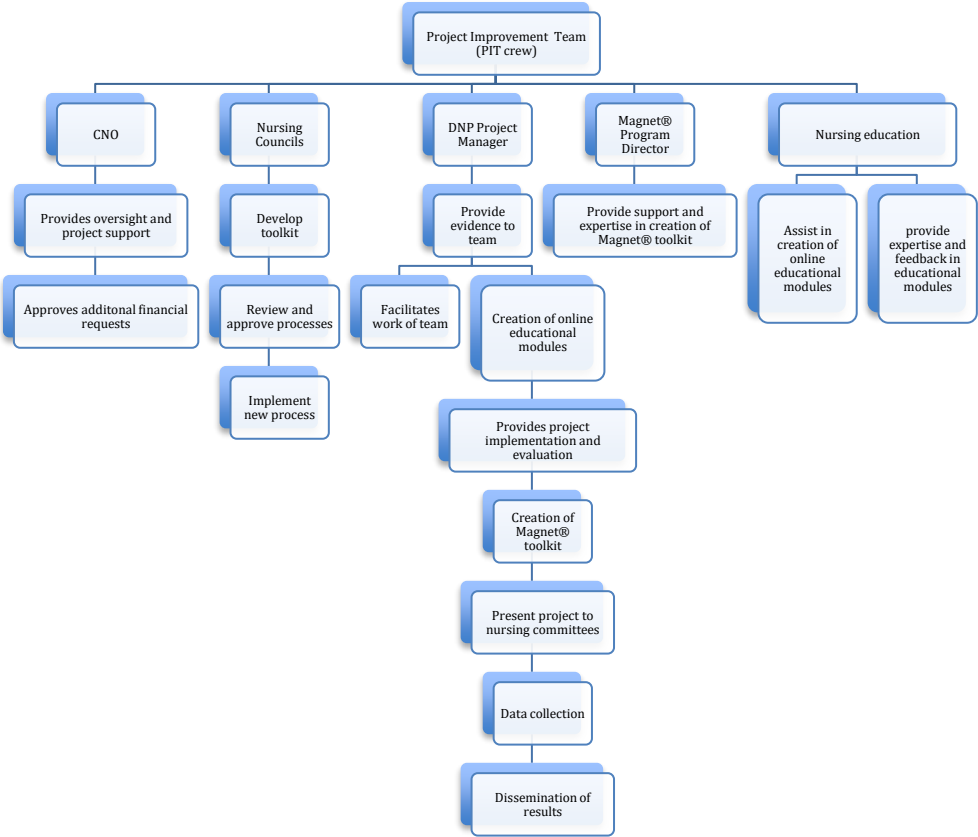 Project Improvement Team
(PIT crew)
CNO
Nursing
Councils
DNP Project
Manager
Magnet®
Program
Director
Nursing education
Provides oversight and
project support
Develop
toolkit
Provide
evidence to
team
Provide support and
expertise in creation of
Magnet® toolkit
Assist in
creation of
online
educational
modules
provide
expertise and
feedback in
educational
modules
Approves additonal financial
requests
Review and
approve processes
Facilitates
work of team
Creation of online
educational
modules
Implement
new process
Provides project
implementation and
evaluation
Creation of
Magnet®
toolkit
Present project to
nursing committees
Data collection
Dissemination of
results